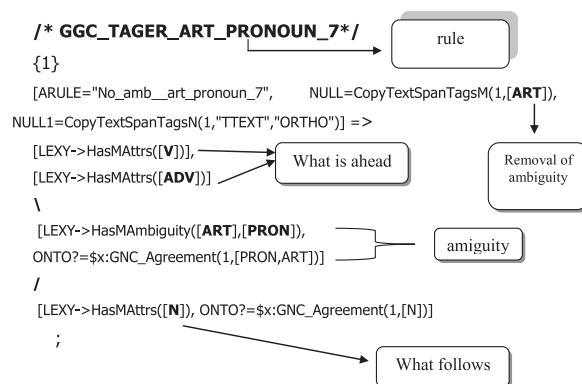 /* GGC_TAGER_ART_PRONOUN_7*/
rule
{1}
[ARULE="No_amb__art_pronoun_7", NULL=CopyTextSpanTagsM(1,[ART]),
NULL1=CopyTextSpanTagsN(1,"TTEXT","ORTHO")] =>
[LEXY->HasMAttrs([V])],
What is ahead
Removal of
ambiguity
[LEXY->HasMAttrs([ADV])]
\
[LEXY->HasMAmbiguity([ART],[PRON]),
amiguity
ONTO?=$x:GNC_Agreement(1,[PRON,ART])]
/
[LEXY->HasMAttrs([N]), ONTO?=$x:GNC_Agreement(1,[N])]
;
What follows